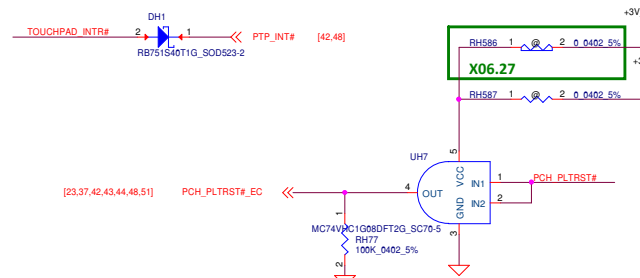 DH1
TOUCHPAD_INTR#
2
1
PTP_INT#
[42,48]
RB751S40T1G_SOD523-2
+3V
RH586
1
@
2
0_0402_5%
X06.27
RH587
1
@
2
0_0402_5%
5
UH7
VCC
[23,37,42,43,44,48,51]
PCH_PLTRST#_EC
4
OUT
IN1
1
PCH_PLTRST#
IN2
2
GND
3
MC74VHC1G08DFT2G_SC70-5
1
RH77
100K_0402_5%
2